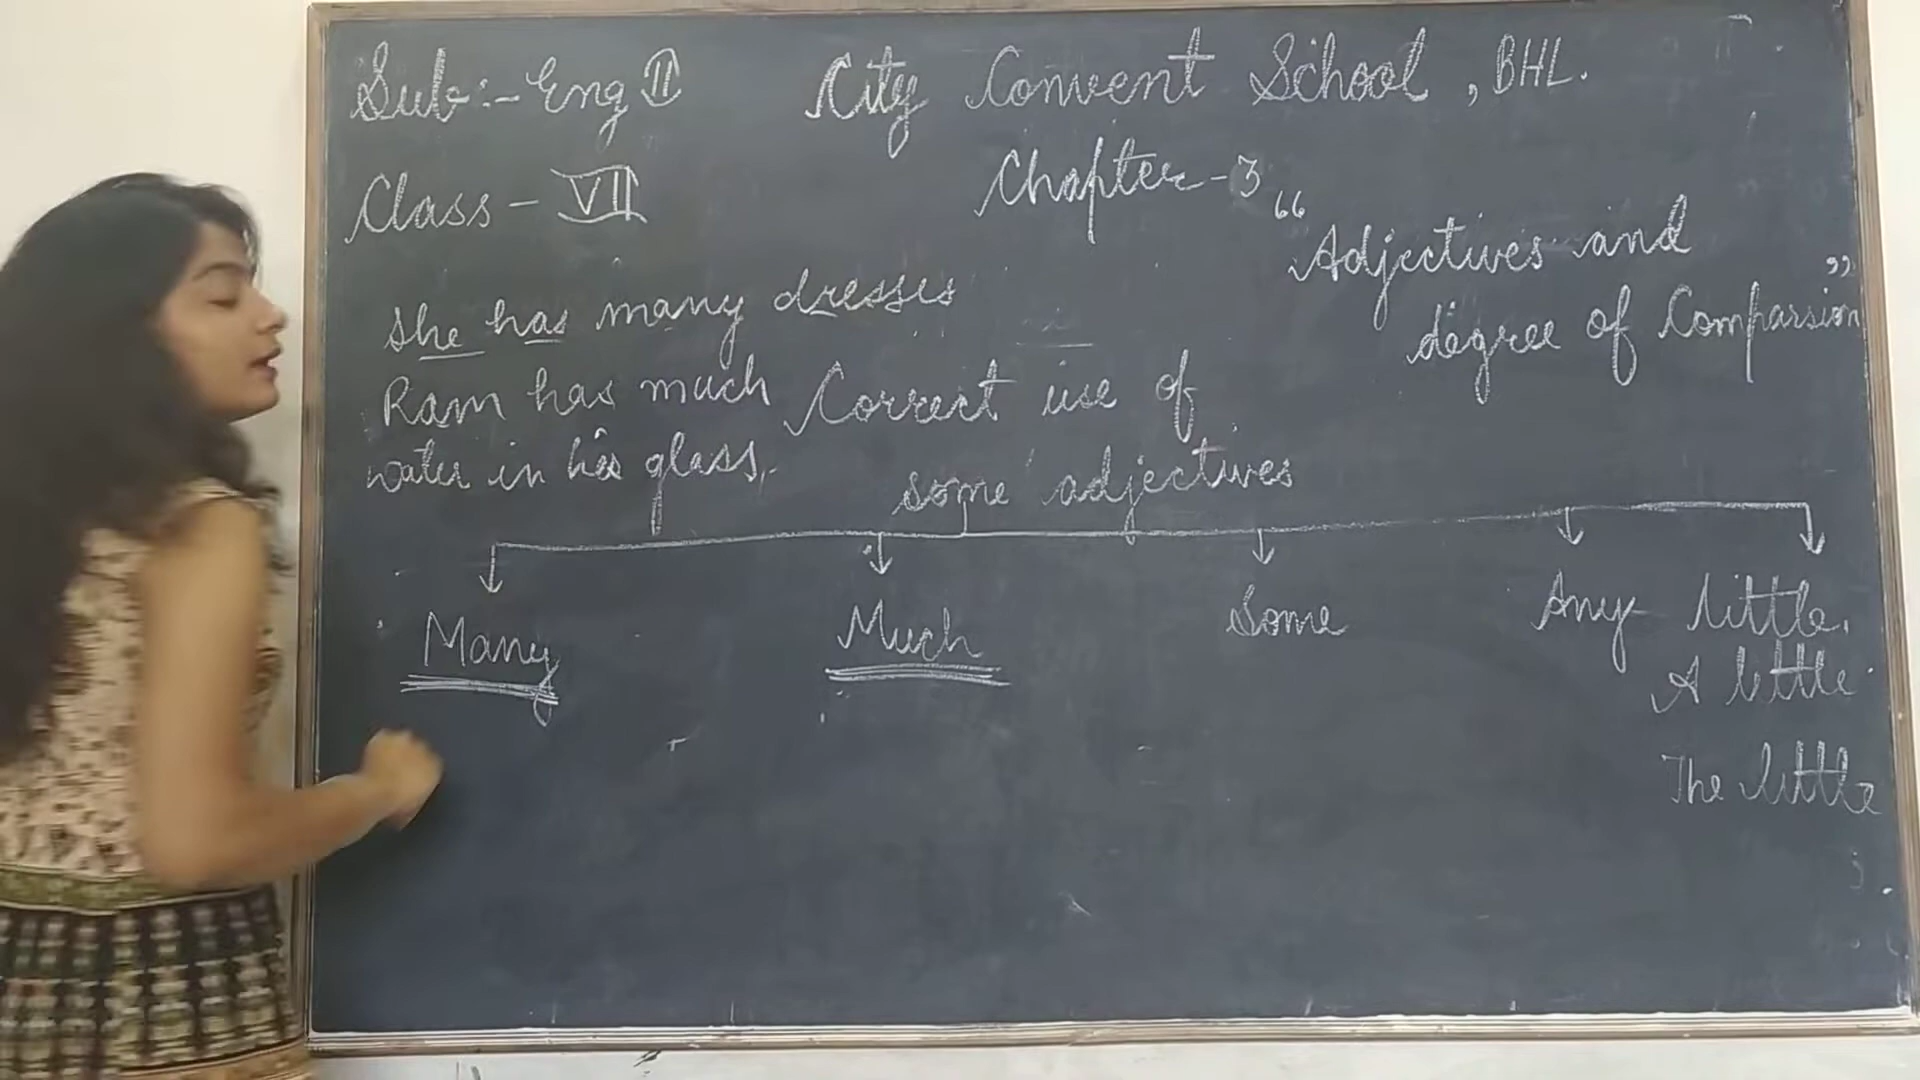 Sub:- Eng II
City Convent School, BHL.
Class - VII
Chapter - 3
"Adjectives and
degree of Comparsion"
She has many dresses
Ram has much
water in his glass.
Correct use of
some adjectives
Many
Much
Some
Any
little.
A little
The little